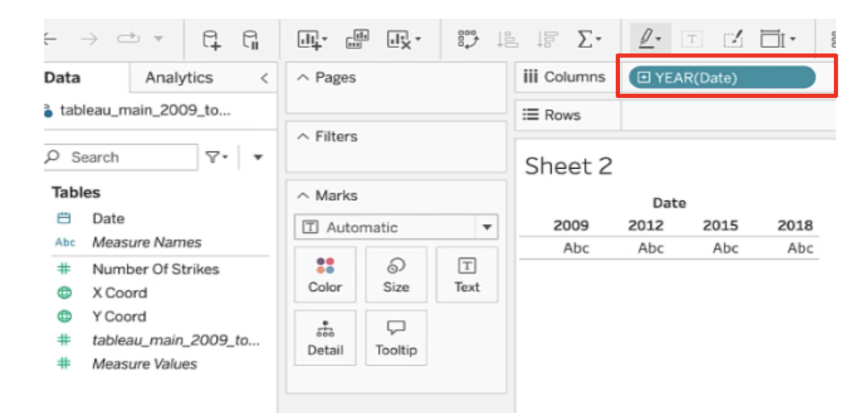 Data
Analytics
tableau_main_2009_to...
Search
Tables
Date
Abc Measure Names
Number Of Strikes
X Coord
Y Coord
tableau_main_2009_to...
Measure Values
Pages
Filters
Marks
Automatic
Color Size Text
Detail Tooltip
Columns YEAR(Date)
Rows
Sheet 2
Date
2009 2012 2015 2018
Abc Abc Abc Abc